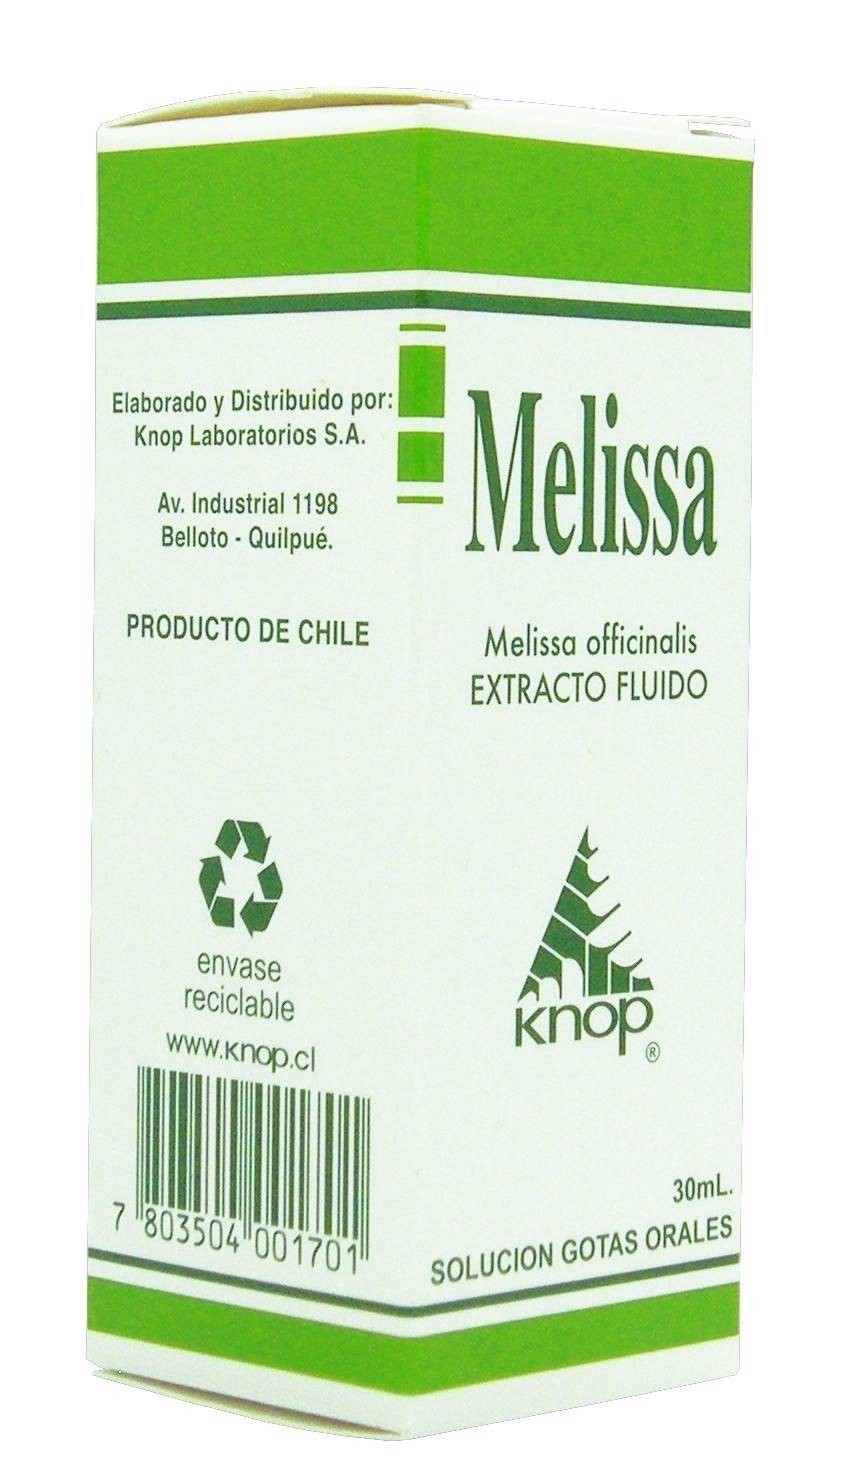 Elaborado y Distribuido por:
Knop Laboratorios S.A.
Av. Industrial 1198
Belloto - Quilpué.
PRODUCTO DE CHILE
envase
reciclable
www.knop.cl
7 803504 001701
Melissa
Melissa officinalis
EXTRACTO FLUIDO
knop
®
30mL.
SOLUCION GOTAS ORALES